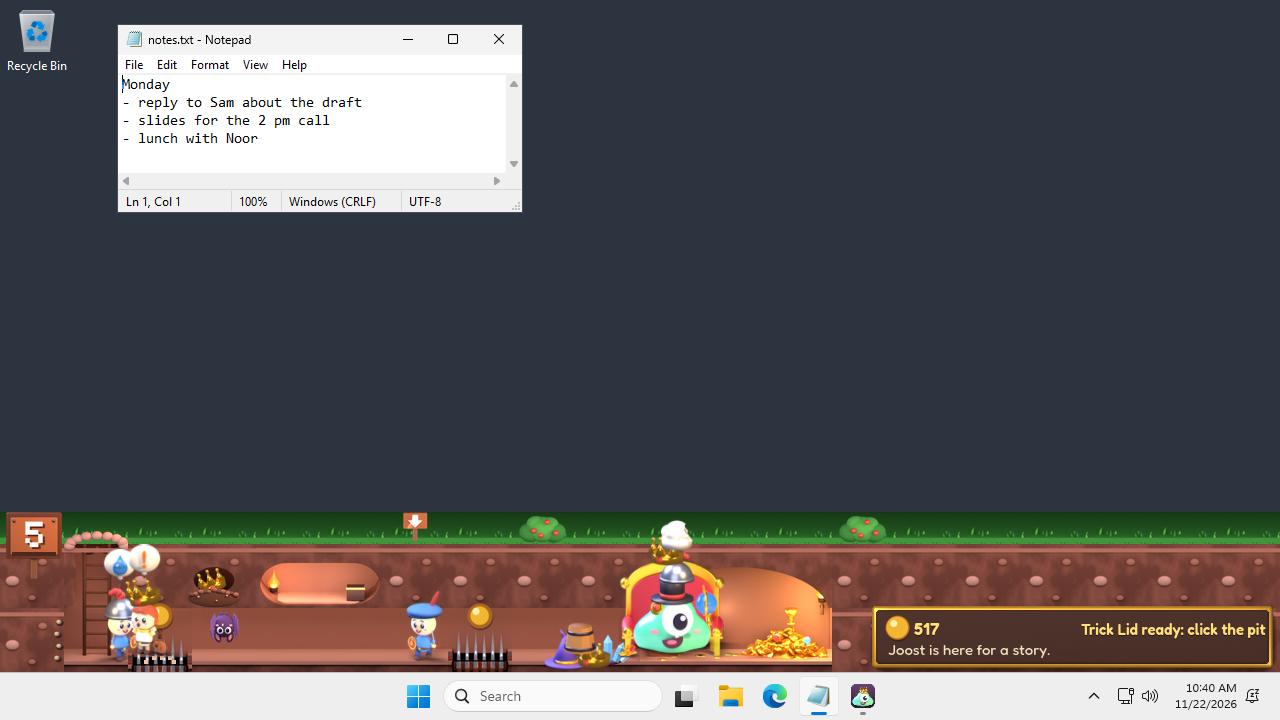 Recycle Bin
notes.txt - Notepad
File Edit Format View Help
Monday
- reply to Sam about the draft
- slides for the 2 pm call
- lunch with Noor
Ln 1, Col 1 100% Windows (CRLF) UTF-8
5
517 Trick Lid ready: click the pit
Joost is here for a story.
Search
10:40 AM
11/22/2026